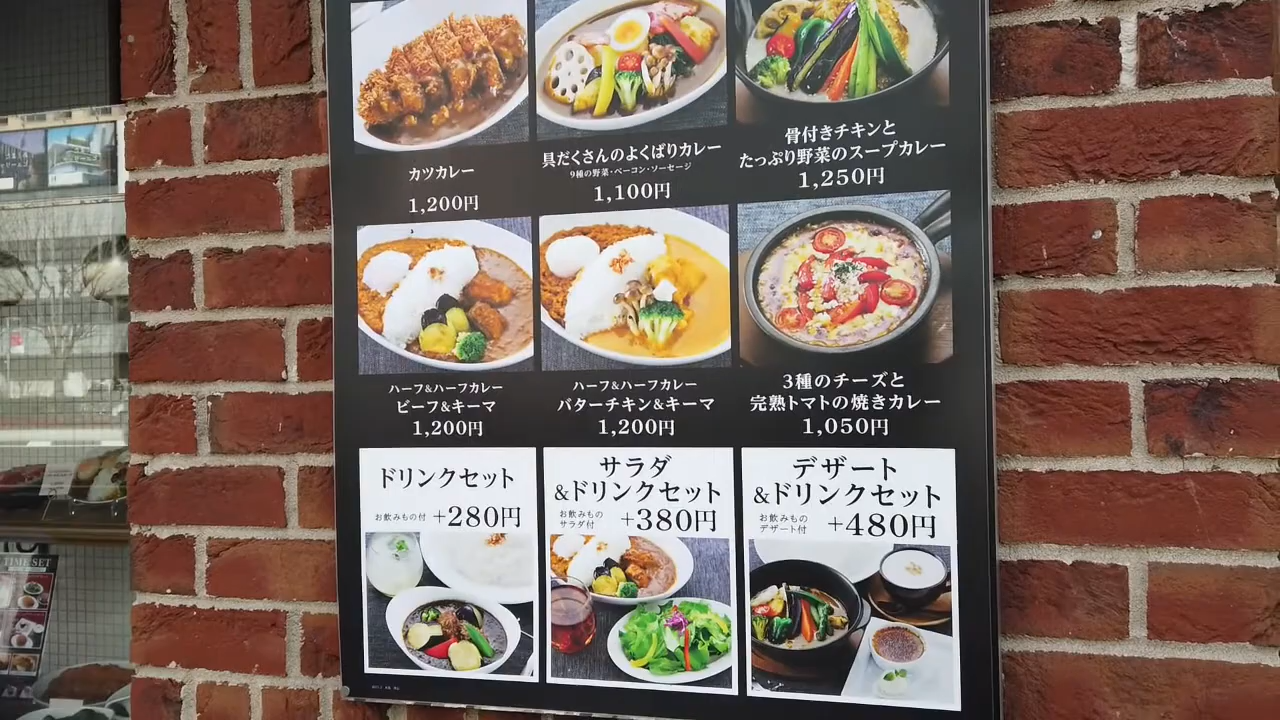 カツカレー
1,200円
具だくさんのよくばりカレー
9種の野菜・ベーコン・ソーセージ
1,100円
骨付きチキンと
たっぷり野菜のスープカレー
1,250円
ハーフ&ハーフカレー
ビーフ&キーマ
1,200円
ハーフ&ハーフカレー
バターチキン&キーマ
1,200円
3種のチーズと
完熟トマトの焼きカレー
1,050円
ドリンクセット
お飲みもの付 +280円
サラダ
&ドリンクセット
お飲みもの
サラダ付
+380円
デザート
&ドリンクセット
お飲みもの
デザート付
+480円
TIME SET